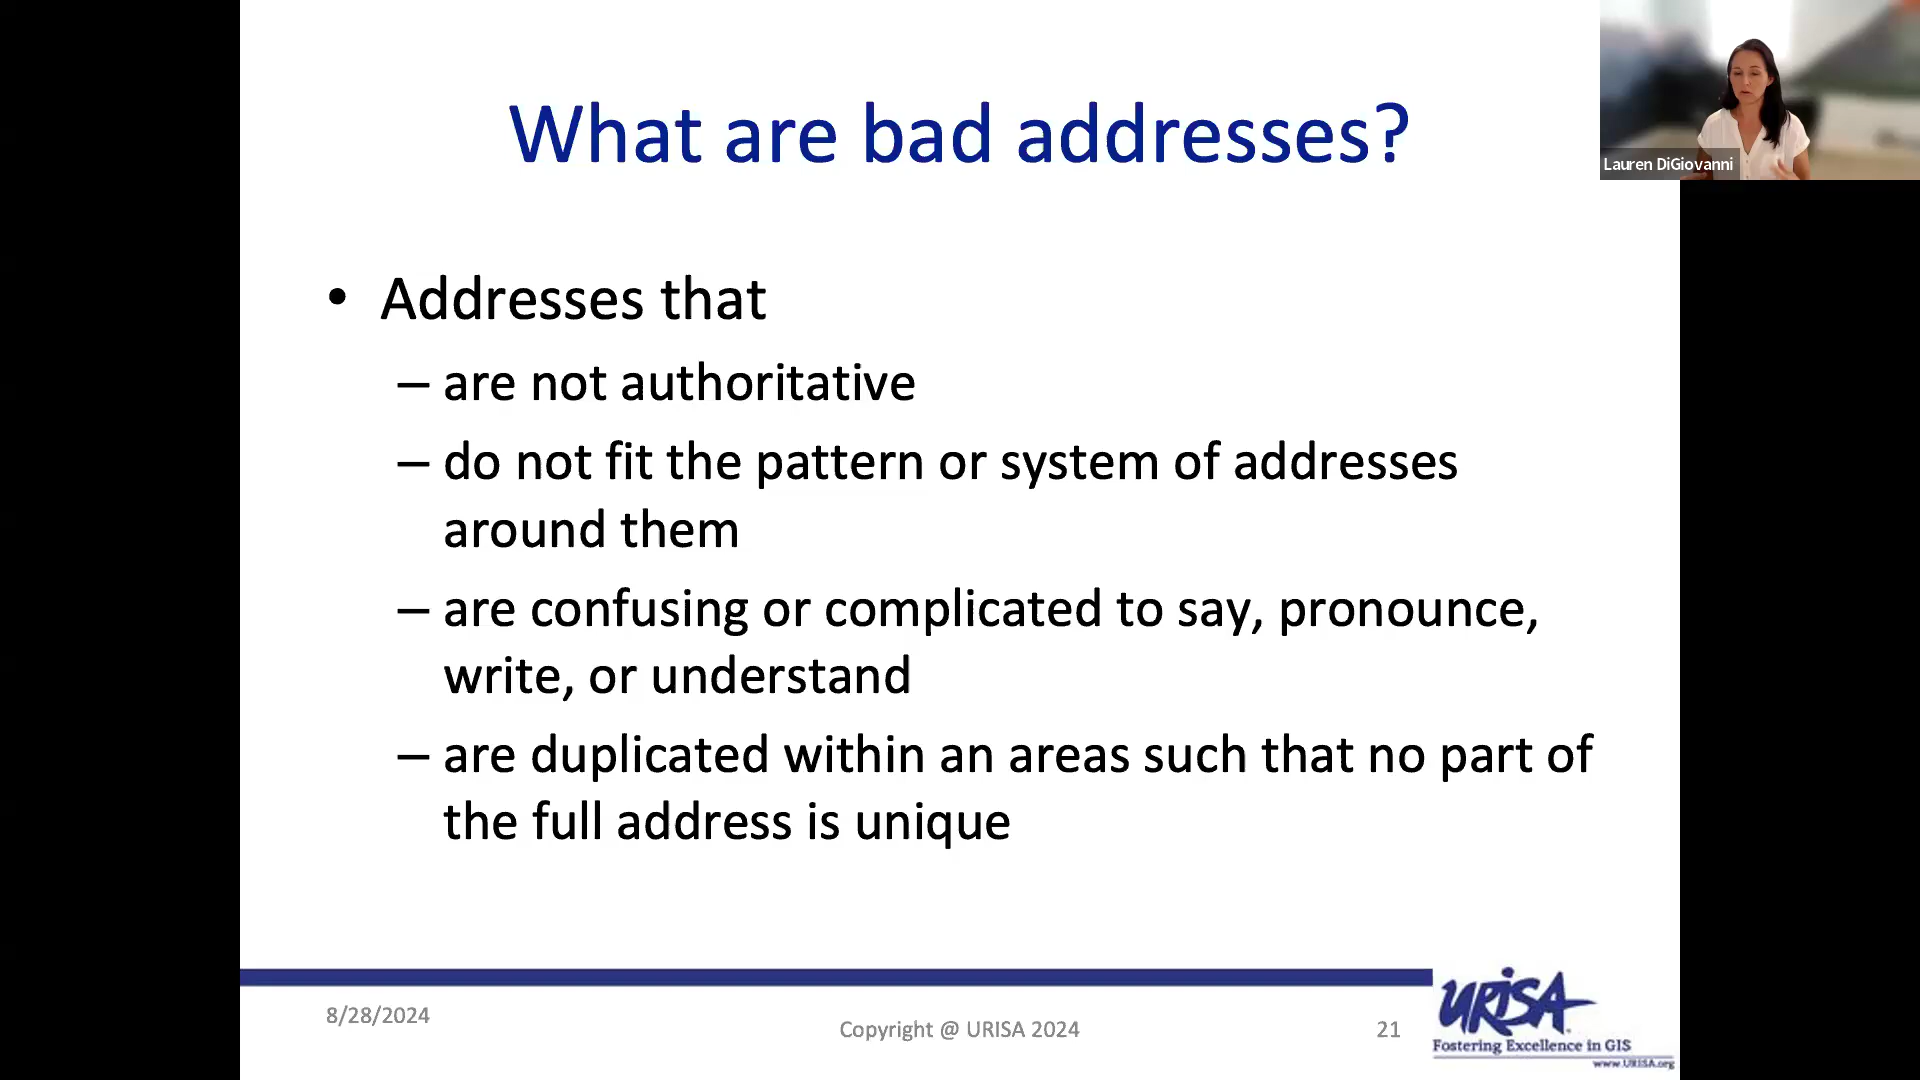 What are bad addresses?
Lauren DiGiovanni
• Addresses that
– are not authoritative
– do not fit the pattern or system of addresses
around them
– are confusing or complicated to say, pronounce,
write, or understand
– are duplicated within an areas such that no part of
the full address is unique
8/28/2024
Copyright @ URISA 2024
21
URISA
Fostering Excellence in GIS
www.URISA.org